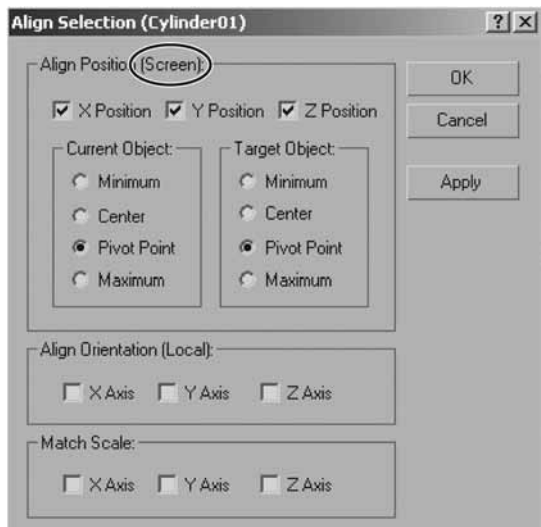 Align Selection (Cylinder01)
Align Position (Screen):
X Position Y Position Z Position
Current Object:
Minimum
Center
Pivot Point
Maximum
Target Object:
Minimum
Center
Pivot Point
Maximum
Align Orientation (Local):
X Axis Y Axis Z Axis
Match Scale:
X Axis Y Axis Z Axis
OK
Cancel
Apply